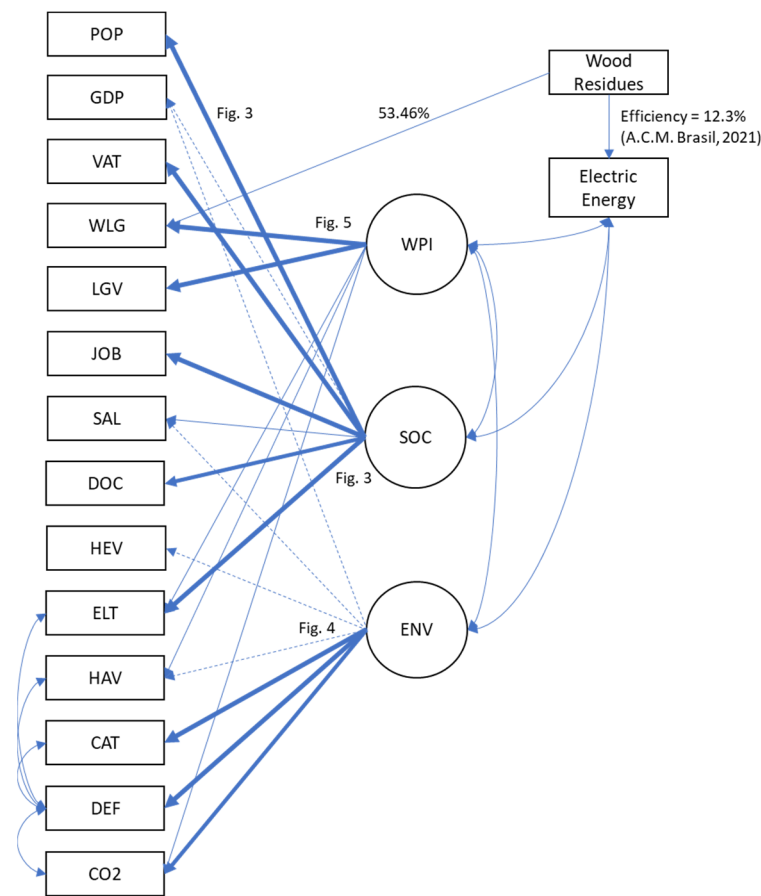 POP
GDP
VAT
WLG
LGV
JOB
SAL
DOC
HEV
ELT
HAV
CAT
DEF
CO2
Fig. 3
53.46%
Fig. 5
Fig. 3
Fig. 4
WPI
SOC
ENV
Wood
Residues
Efficiency = 12.3%
(A.C.M. Brasil, 2021)
Electric
Energy